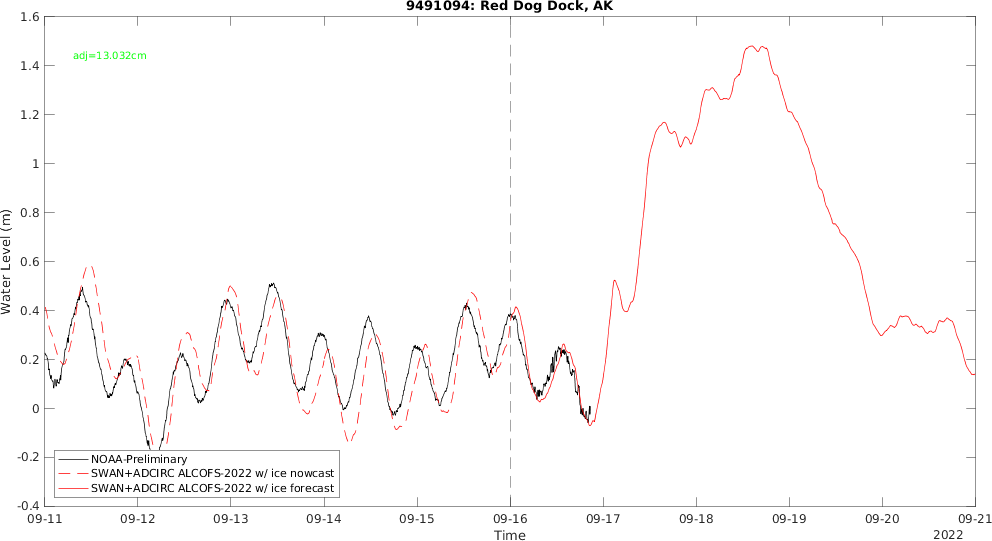 9491094: Red Dog Dock, AK
adj=13.032cm
Water Level (m)
1.6
1.4
1.2
1
0.8
0.6
0.4
0.2
0
-0.2
-0.4
NOAA-Preliminary
SWAN+ADCIRC ALCOFS-2022 w/ ice nowcast
SWAN+ADCIRC ALCOFS-2022 w/ ice forecast
09-11 09-12 09-13 09-14 09-15 09-16 09-17 09-18 09-19 09-20 09-21
Time
2022